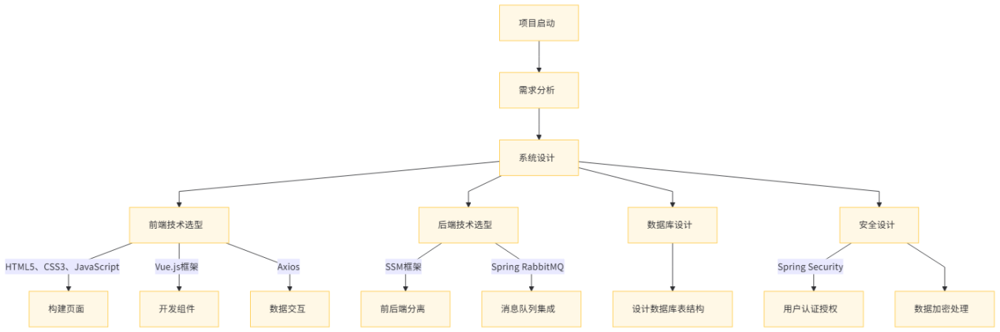 项目启动
需求分析
系统设计
前端技术选型
后端技术选型
数据库设计
安全设计
HTML5、CSS3、JavaScript
Vue.js框架
Axios
SSM框架
Spring RabbitMQ
Spring Security
构建页面
开发组件
数据交互
前后端分离
消息队列集成
设计数据库表结构
用户认证授权
数据加密处理